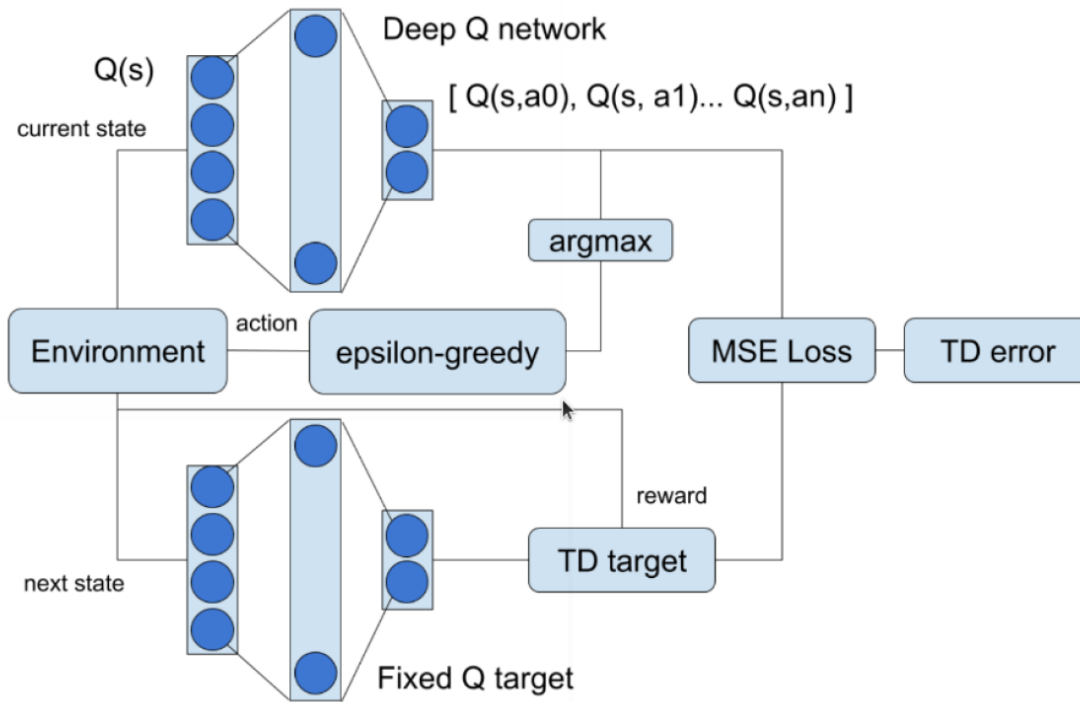 Deep Q network
Q(s)
[ Q(s,a0), Q(s, a1)... Q(s,an) ]
current state
argmax
action
Environment
epsilon-greedy
MSE Loss
TD error
reward
TD target
next state
Fixed Q target